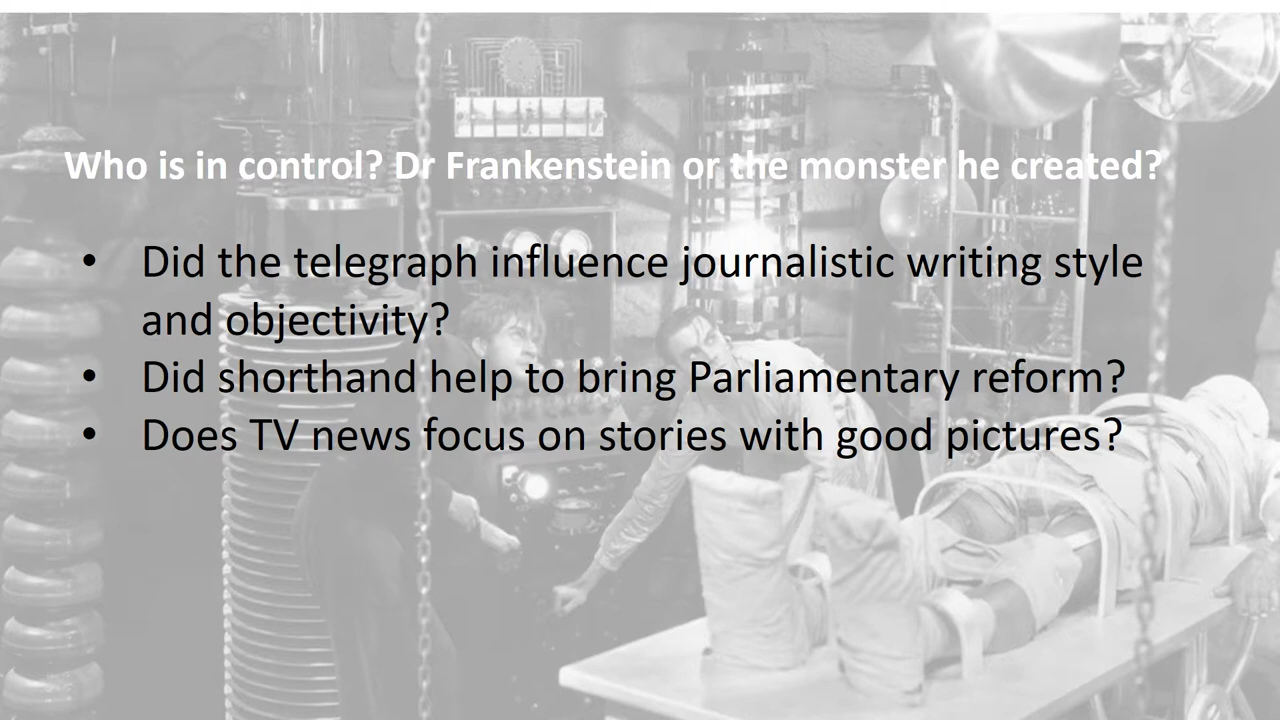 Who is in control? Dr Frankenstein or the monster he created?
• Did the telegraph influence journalistic writing style
and objectivity?
• Did shorthand help to bring Parliamentary reform?
• Does TV news focus on stories with good pictures?